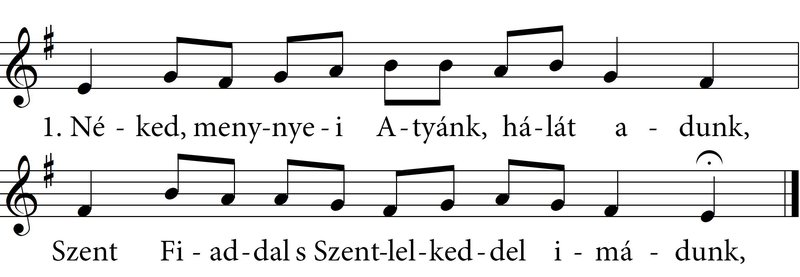 1. Né - ked, meny-nye - i A - tyánk, há-lát a - dunk,
Szent Fi - ad-dal s Szent-lel-ked-del i - má - dunk,